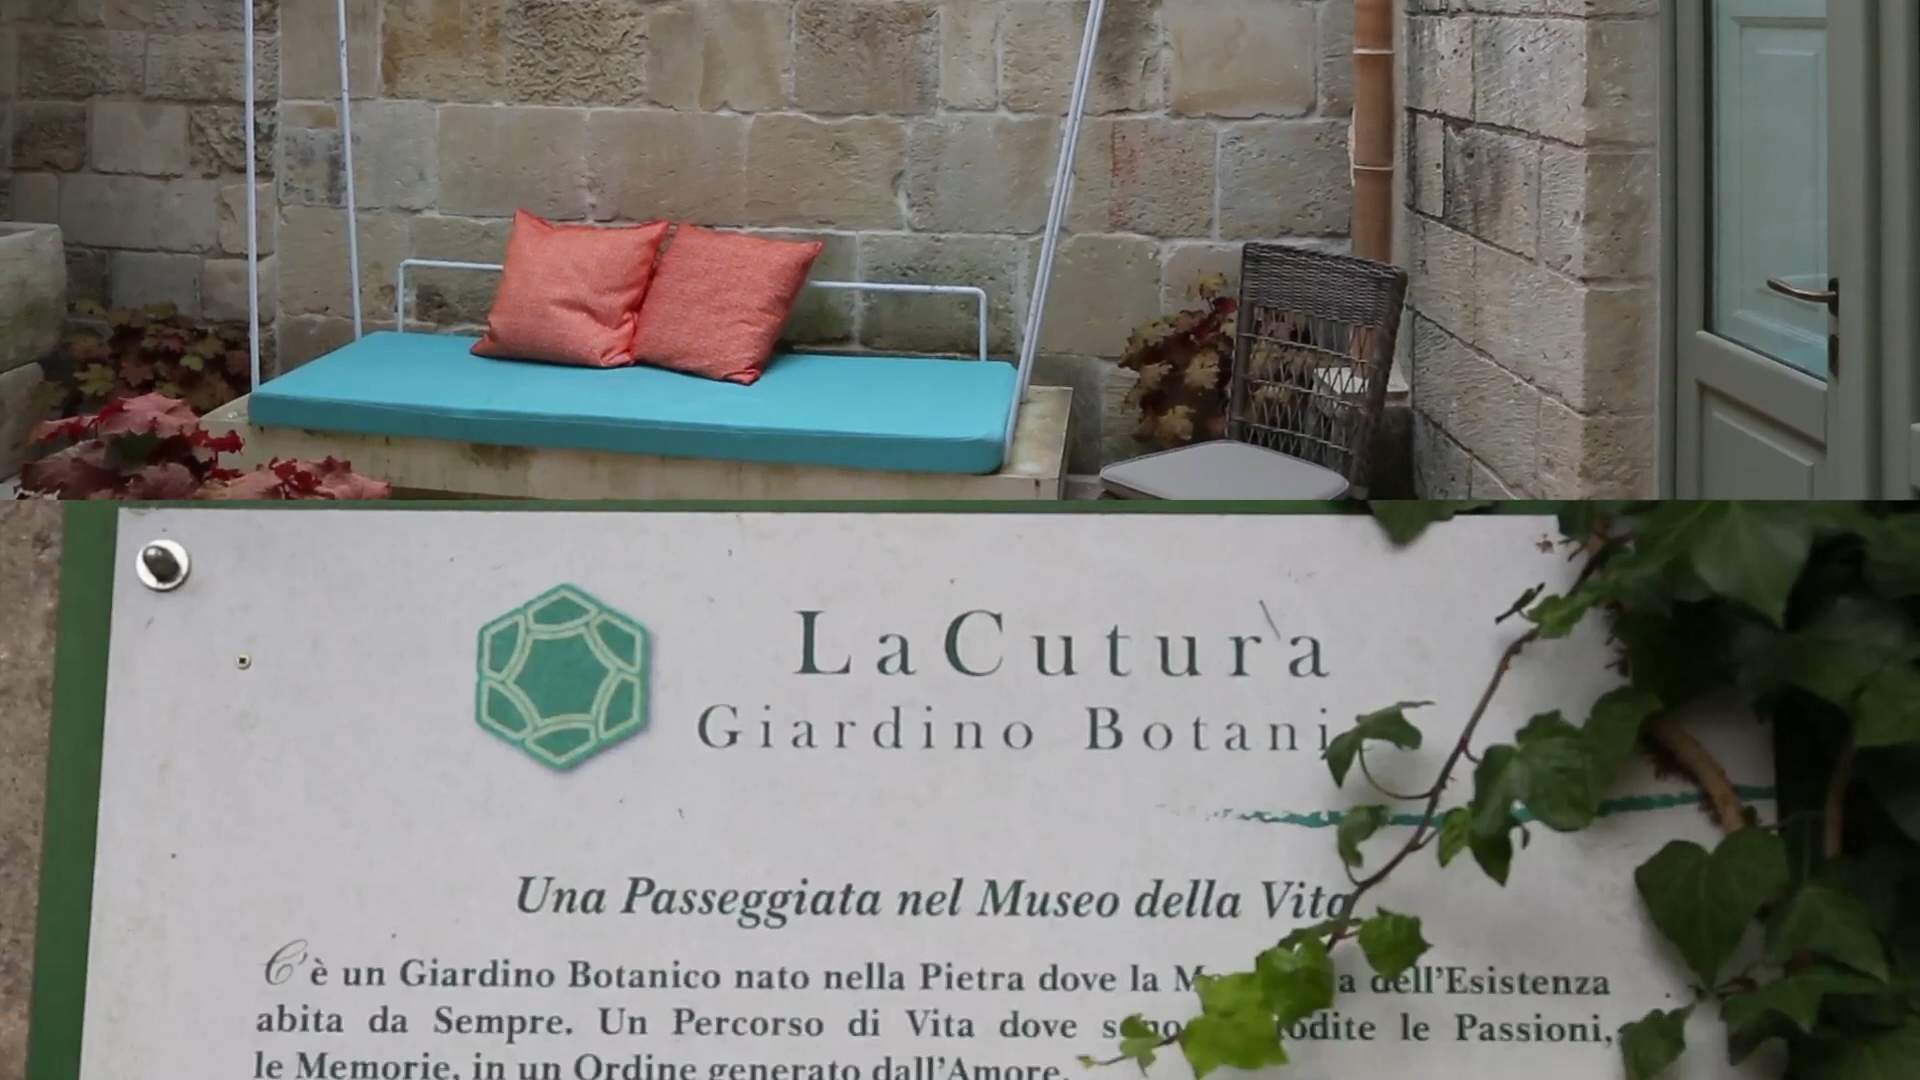 LaCutura
Giardino
Una Passeggiata nel Museo della Vita
C'è un Giardino Botanico nato nella Pietra dove la dell'Esistenza
abita da Sempre. Un Percorso di Vita dove le Passioni,
le Memorie, in un Ordine generato dall'Amore.